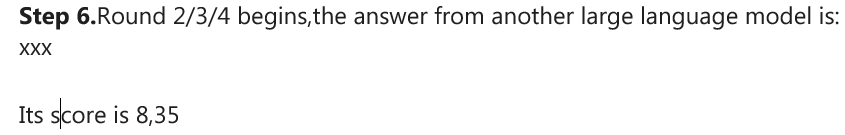 Step 6.Round 2/3/4 begins,the answer from another large language model is:
xxx
Its score is 8,35